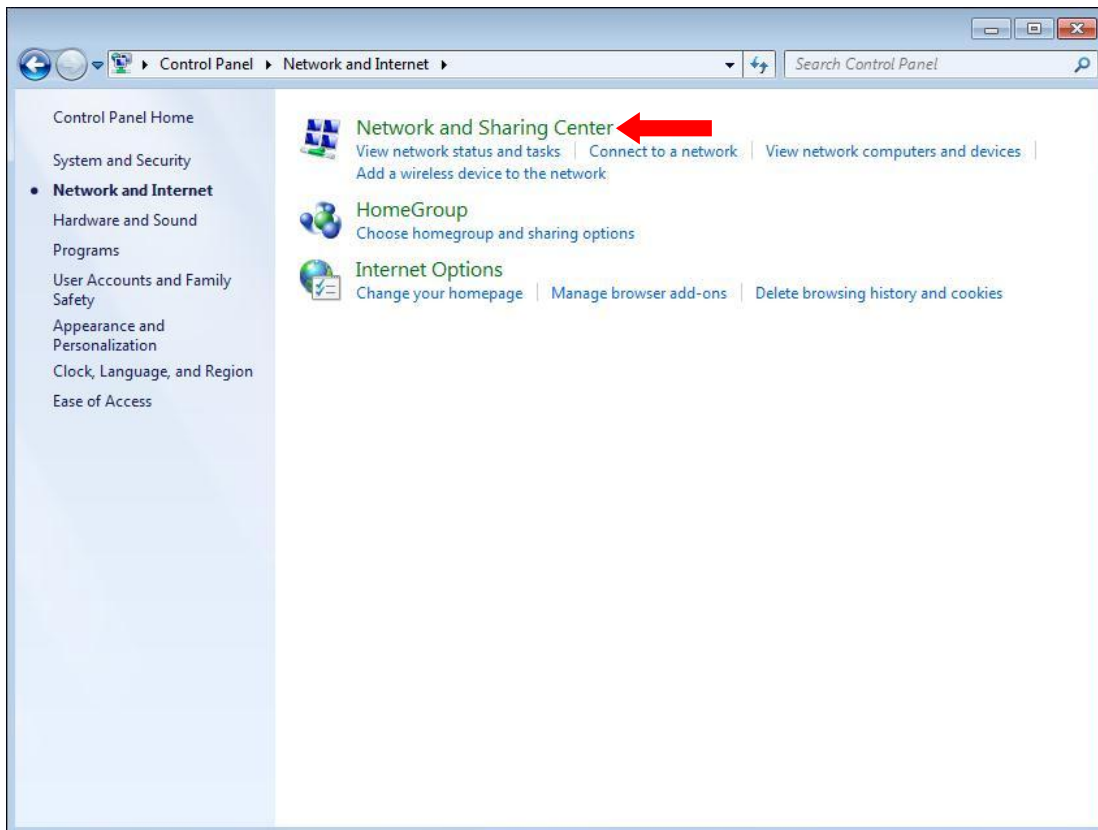 Control Panel Network and Internet
Search Control Panel
Control Panel Home
System and Security
Network and Internet
Hardware and Sound
Programs
User Accounts and Family
Safety
Appearance and
Personalization
Clock, Language, and Region
Ease of Access
Network and Sharing Center
View network status and tasks Connect to a network View network computers and devices
Add a wireless device to the network
HomeGroup
Choose homegroup and sharing options
Internet Options
Change your homepage Manage browser add-ons Delete browsing history and cookies